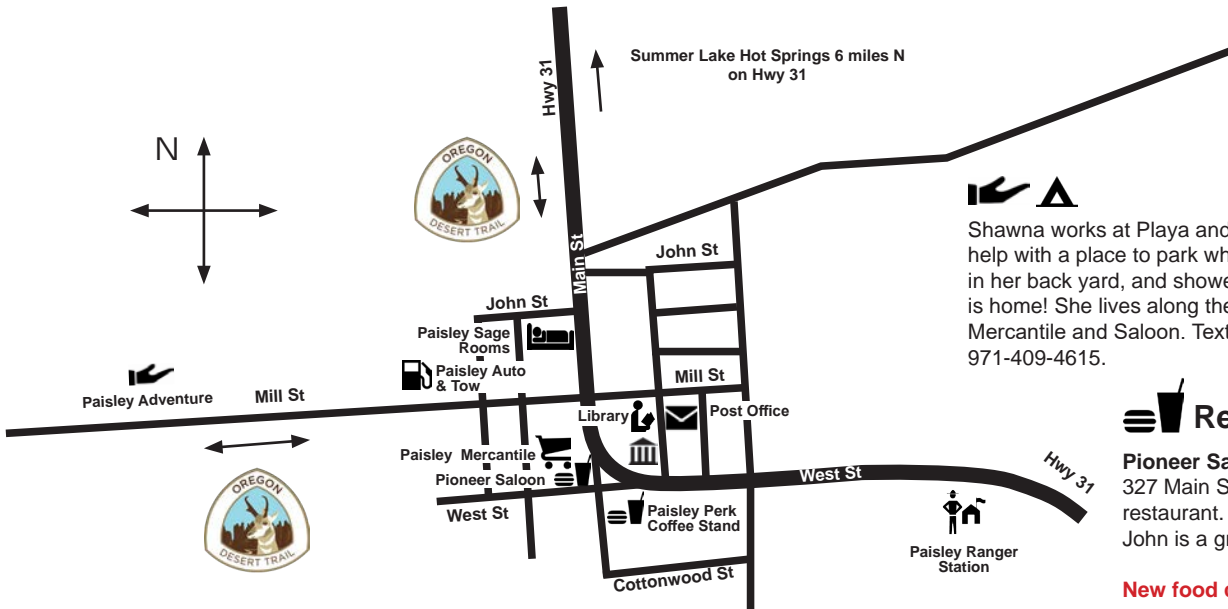 Hwy 31
Summer Lake Hot Springs 6 miles N
on Hwy 31
N
OREGON
DESERT TRAIL
Main St
John St
John St
Paisley Sage
Rooms
Paisley Auto
& Tow
Paisley Adventure
Mill St
Mill St
Library
Post Office
Paisley Mercantile
Pioneer Saloon
West St
West St
Hwy 31
Paisley Perk
Coffee Stand
Paisley Ranger
Station
Cottonwood St
OREGON
DESERT TRAIL
Shawna works at Playa and
help with a place to park wh
in her back yard, and showe
is home! She lives along the
Mercantile and Saloon. Text
971-409-4615.
Re
Pioneer Sa
327 Main S
restaurant.
John is a gr
New food